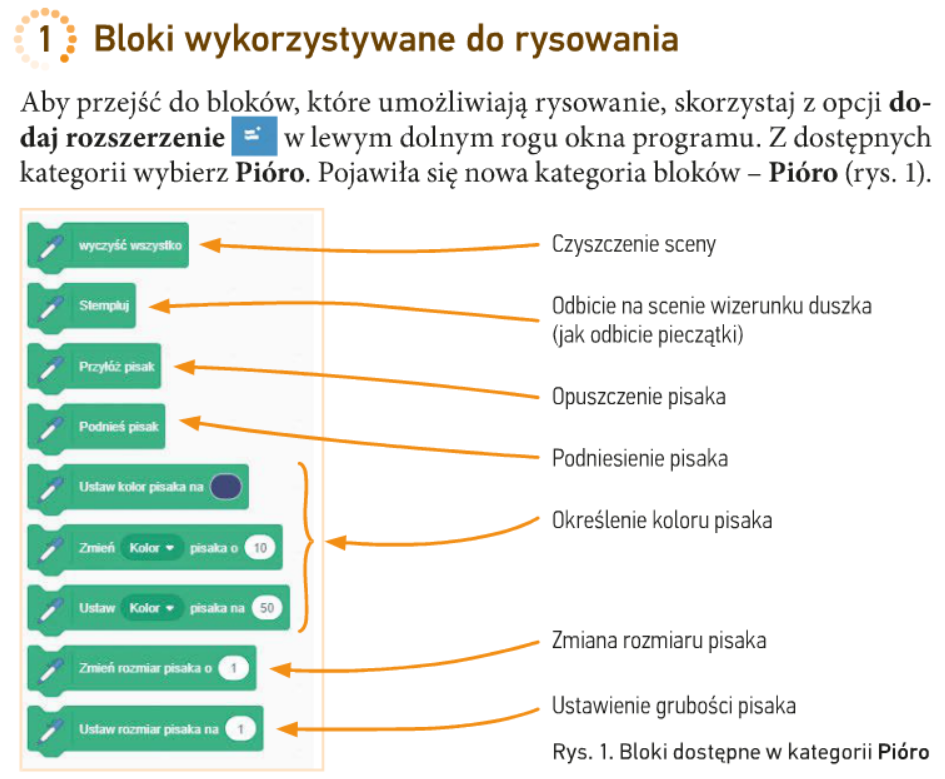 1 Bloki wykorzystywane do rysowania
Aby przejść do bloków, które umożliwiają rysowanie, skorzystaj z opcji do-
daj rozszerzenie w lewym dolnym rogu okna programu. Z dostępnych
kategorii wybierz Pióro. Pojawiła się nowa kategoria bloków – Pióro (rys. 1).
wyczyść wszystko
Czyszczenie sceny
Stempluj
Odbicie na scenie wizerunku duszka
(jak odbicie pieczątki)
Przyłóż pisak
Opuszczenie pisaka
Podnieś pisak
Podniesienie pisaka
Ustaw kolor pisaka na
Zmień Kolor pisaka o 10
Ustaw Kolor pisaka na 50
Określenie koloru pisaka
Zmień rozmiar pisaka o 1
Zmiana rozmiaru pisaka
Ustaw rozmiar pisaka na 1
Ustawienie grubości pisaka
Rys. 1. Bloki dostępne w kategorii Pióro